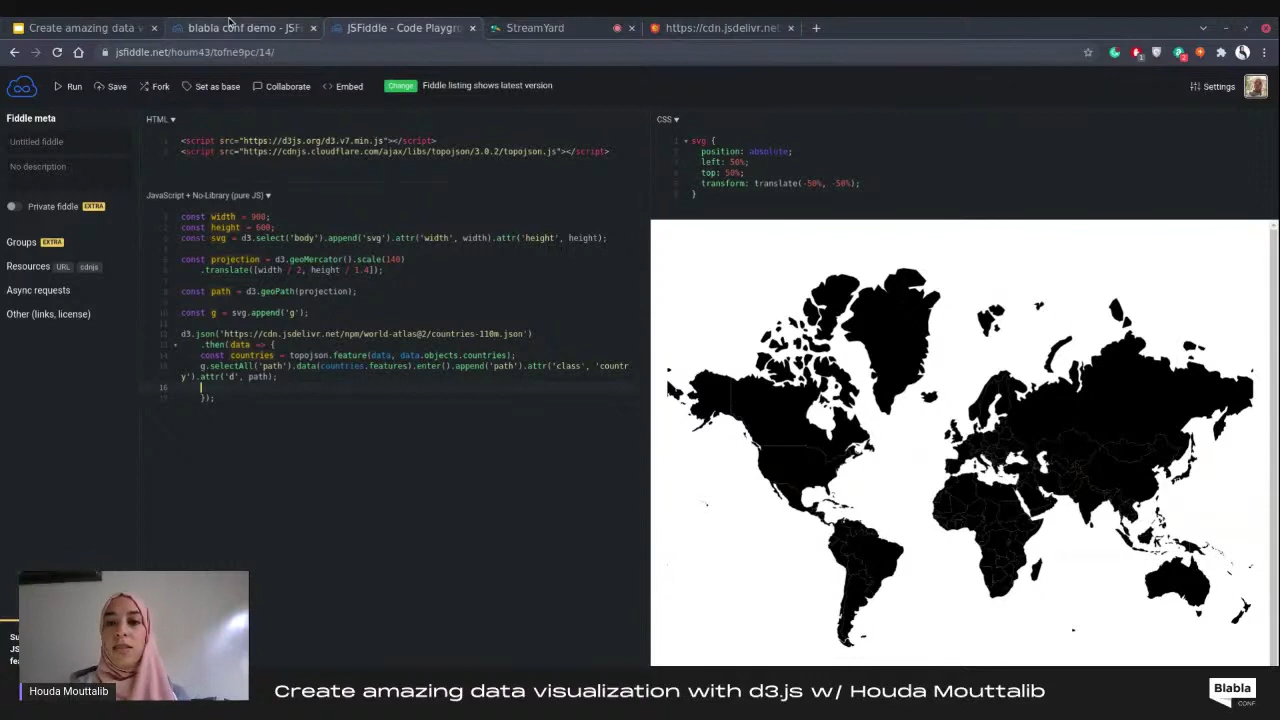 Create amazing data v
blabla conf demo - JSF
JSFiddle - Code Playgro
StreamYard
https://cdn.jsdelivr.net
jsfiddle.net/houm43/tofne9pc/14/
Run
Save
Fork
Set as base
Collaborate
Embed
Change
Fiddle listing shows latest version
Settings
Fiddle meta
Untitled fiddle
No description
Private fiddle EXTRA
Groups EXTRA
Resources URL cdnjs
Async requests
Other (links, license)
HTML
<script src="https://d3js.org/d3.v7.min.js"></script>
<script src="https://cdnjs.cloudflare.com/ajax/libs/topojson/3.0.2/topojson.js"></script>
JavaScript + No-Library (pure JS)
const width = 900;
const height = 600;
const svg = d3.select('body').append('svg').attr('width', width).attr('height', height);
const projection = d3.geoMercator().scale(140)
.translate([width / 2, height / 1.4]);
const path = d3.geoPath(projection);
const g = svg.append('g');
d3.json('https://cdn.jsdelivr.net/npm/world-atlas@2/countries-110m.json')
.then(data => {
const countries = topojson.feature(data, data.objects.countries);
g.selectAll('path').data(countries.features).enter().append('path').attr('class', 'countr
y').attr('d', path);
});
CSS
svg {
position: absolute;
left: 50%;
top: 50%;
transform: translate(-50%, -50%);
}
Houda Mouttalib
Create amazing data visualization with d3.js w/ Houda Mouttalib
Blabla
CONF